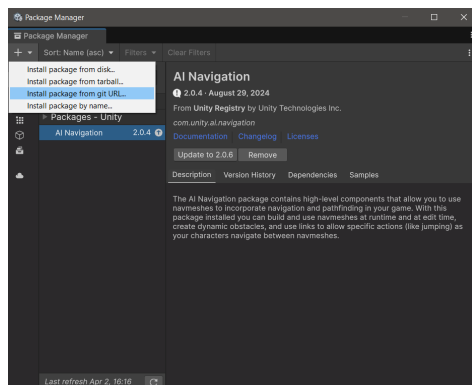 Package Manager
Package Manager
Sort: Name (asc) Filters Clear Filters
Install package from disk...
Install package from tarball...
Install package from git URL...
Install package by name...
Packages - Unity
AI Navigation 2.0.4
AI Navigation
2.0.4 · August 29, 2024
From Unity Registry by Unity Technologies Inc.
com.unity.ai.navigation
Documentation Changelog Licenses
Update to 2.0.6 Remove
Description Version History Dependencies Samples
The AI Navigation package contains high-level components that allow you to use
navmeshes to incorporate navigation and pathfinding in your game. With this
package installed you can build and use navmeshes at runtime and at edit time,
create dynamic obstacles, and use links to allow specific actions (like jumping) as
your characters navigate between navmeshes.
Last refresh Apr 2, 16:16